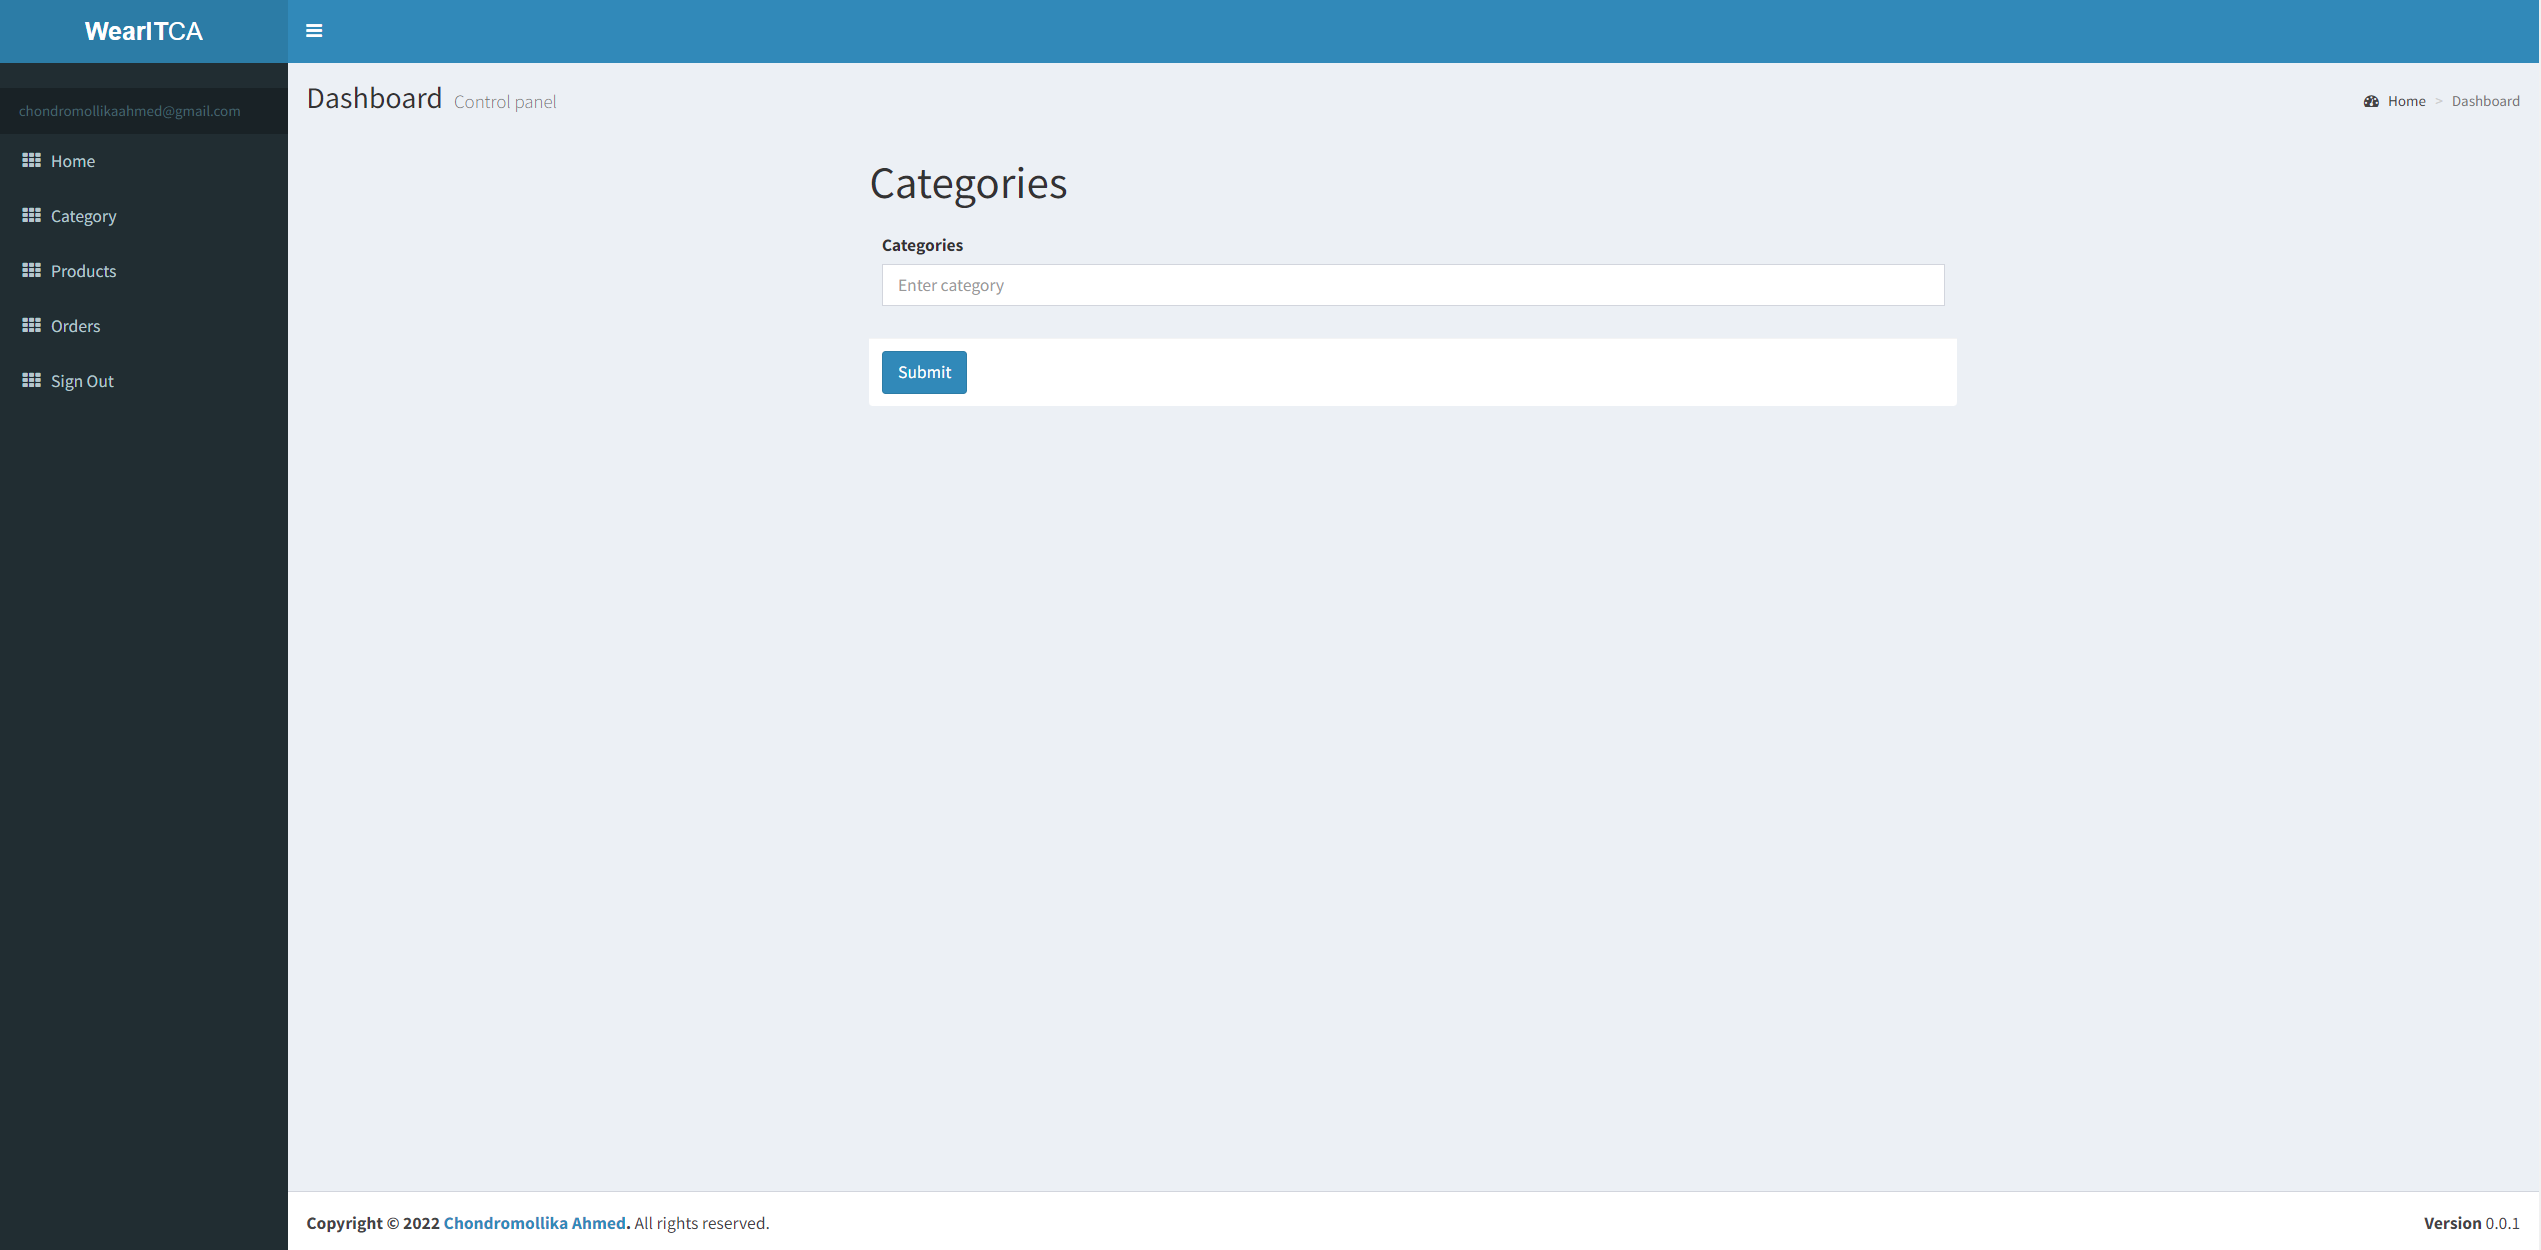 WearITCA
chondromollikaahmed@gmail.com
Home
Category
Products
Orders
Sign Out
Dashboard Control panel
Home > Dashboard
Categories
Categories
Enter category
Submit
Copyright © 2022 Chondromollika Ahmed. All rights reserved.
Version 0.0.1